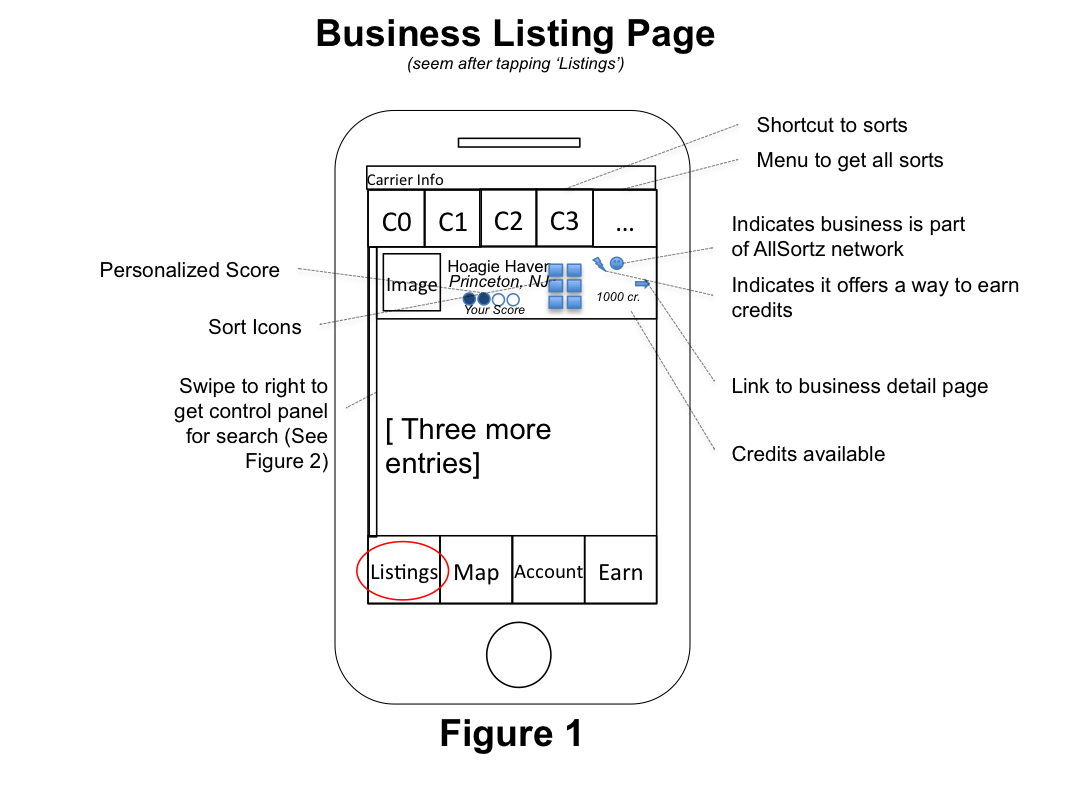 Business Listing Page
(seem after tapping ‘Listings’)
Shortcut to sorts
Menu to get all sorts
Carrier Info
C0
C1
C2
C3
...
Indicates business is part
of AllSortz network
Personalized Score
Image
Hoagie Haven
Princeton, NJ
Your Score
1000 cr.
Indicates it offers a way to earn
credits
Sort Icons
Swipe to right to
get control panel
for search (See
Figure 2)
Link to business detail page
[ Three more
entries]
Credits available
Listings
Map
Account
Earn
Figure 1